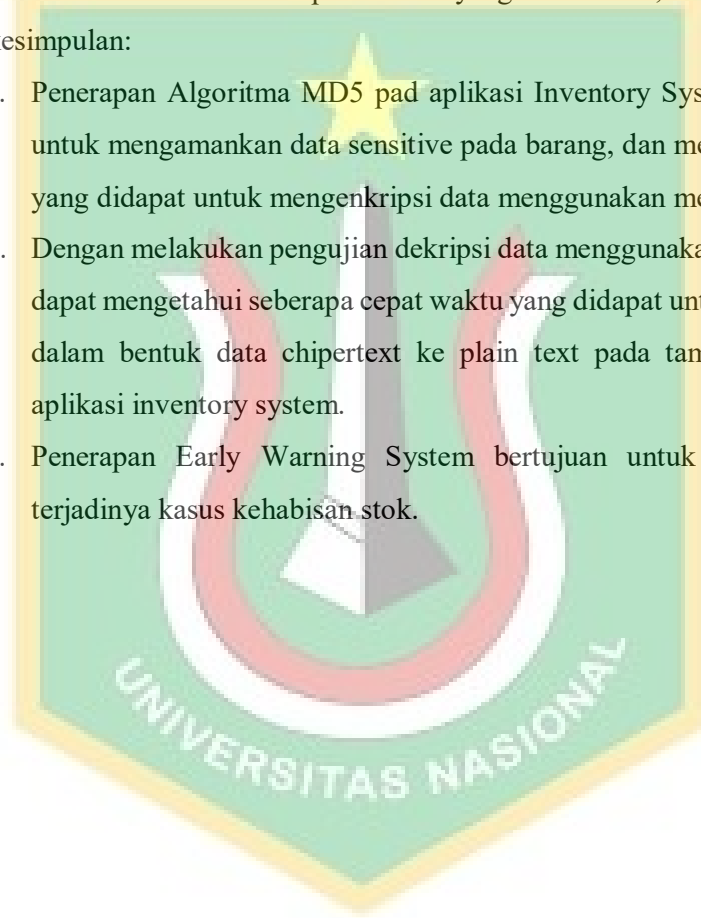 esimpulan:
. Penerapan Algoritma MD5 pad aplikasi Inventory Sys
untuk mengamankan data sensitive pada barang, dan me
yang didapat untuk mengenkripsi data menggunakan me
. Dengan melakukan pengujian dekripsi data menggunaka
dapat mengetahui seberapa cepat waktu yang didapat unt
dalam bentuk data chipertext ke plain text pada tam
aplikasi inventory system.
. Penerapan Early Warning System bertujuan untuk
terjadinya kasus kehabisan stok.
UNIVERSITAS NASIONAL